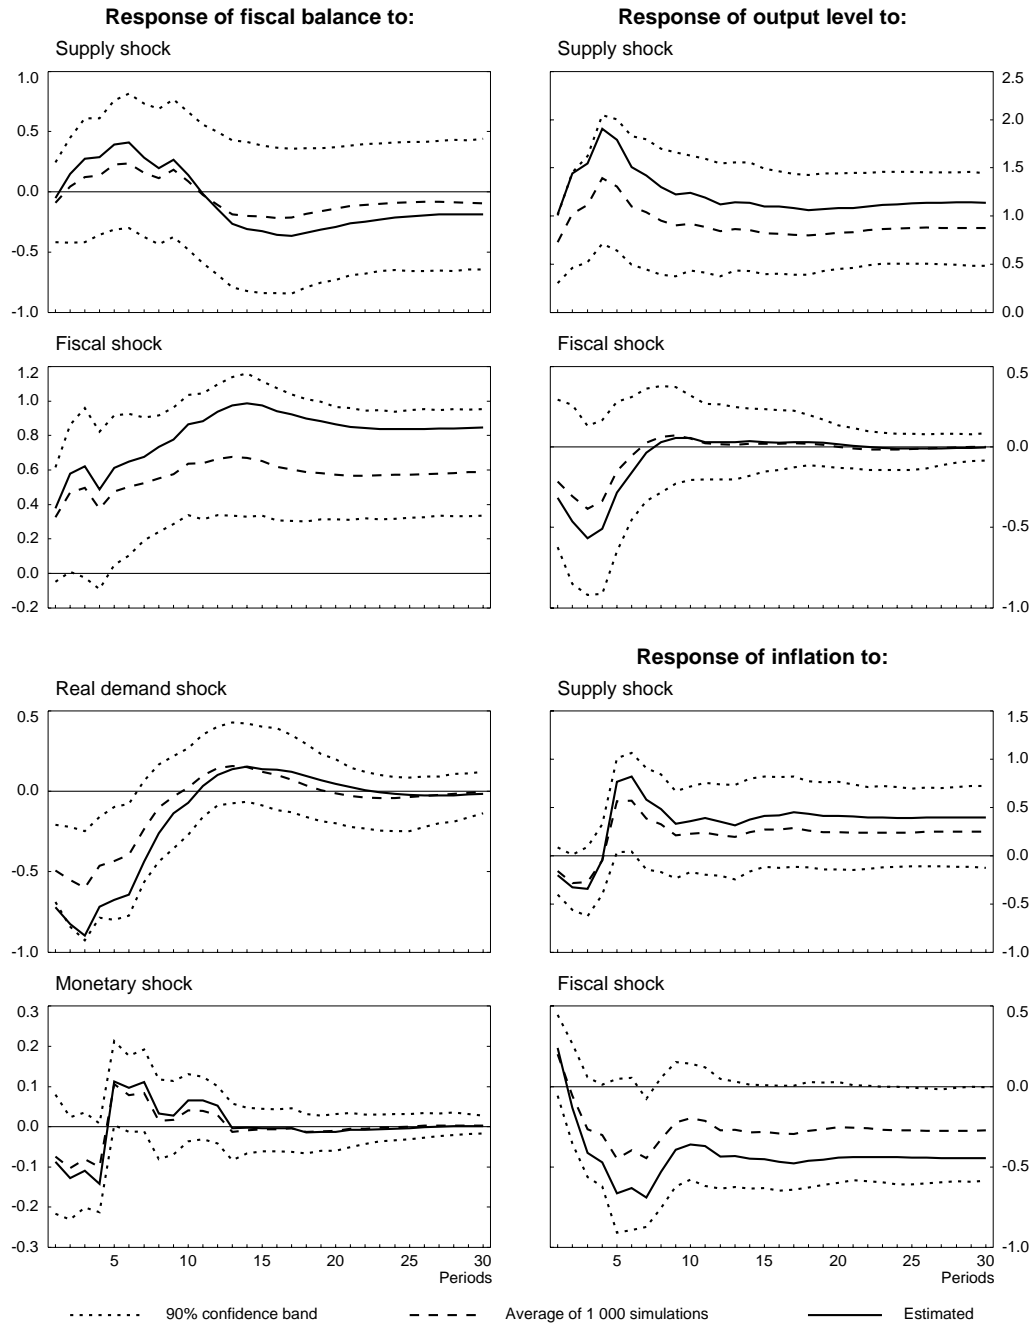 Response of fiscal balance to:
Response of output level to:
Supply shock
Supply shock
1.0
0.5
0.0
-0.5
-1.0
2.5
2.0
1.5
1.0
0.5
0.0
Fiscal shock
Fiscal shock
1.2
1.0
0.8
0.6
0.4
0.2
0.0
-0.2
0.5
0.0
-0.5
-1.0
Response of inflation to:
Real demand shock
Supply shock
0.5
0.0
-0.5
-1.0
1.5
1.0
0.5
0.0
-0.5
-1.0
Monetary shock
Fiscal shock
0.3
0.2
0.1
0.0
-0.1
-0.2
-0.3
0.5
0.0
-0.5
-1.0
5 10 15 20 25 30
Periods
5 10 15 20 25 30
Periods
90% confidence band
Average of 1 000 simulations
Estimated